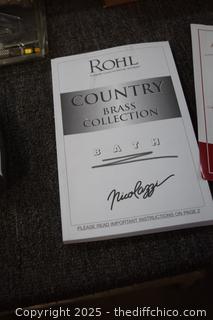 ROHL
COUNTRY
BRASS
COLLECTION
BATH
Nicolazzi
PLEASE READ IMPORTANT INSTRUCTIONS ON PAGE 2
Copyright © 2025 - thediffchico.com